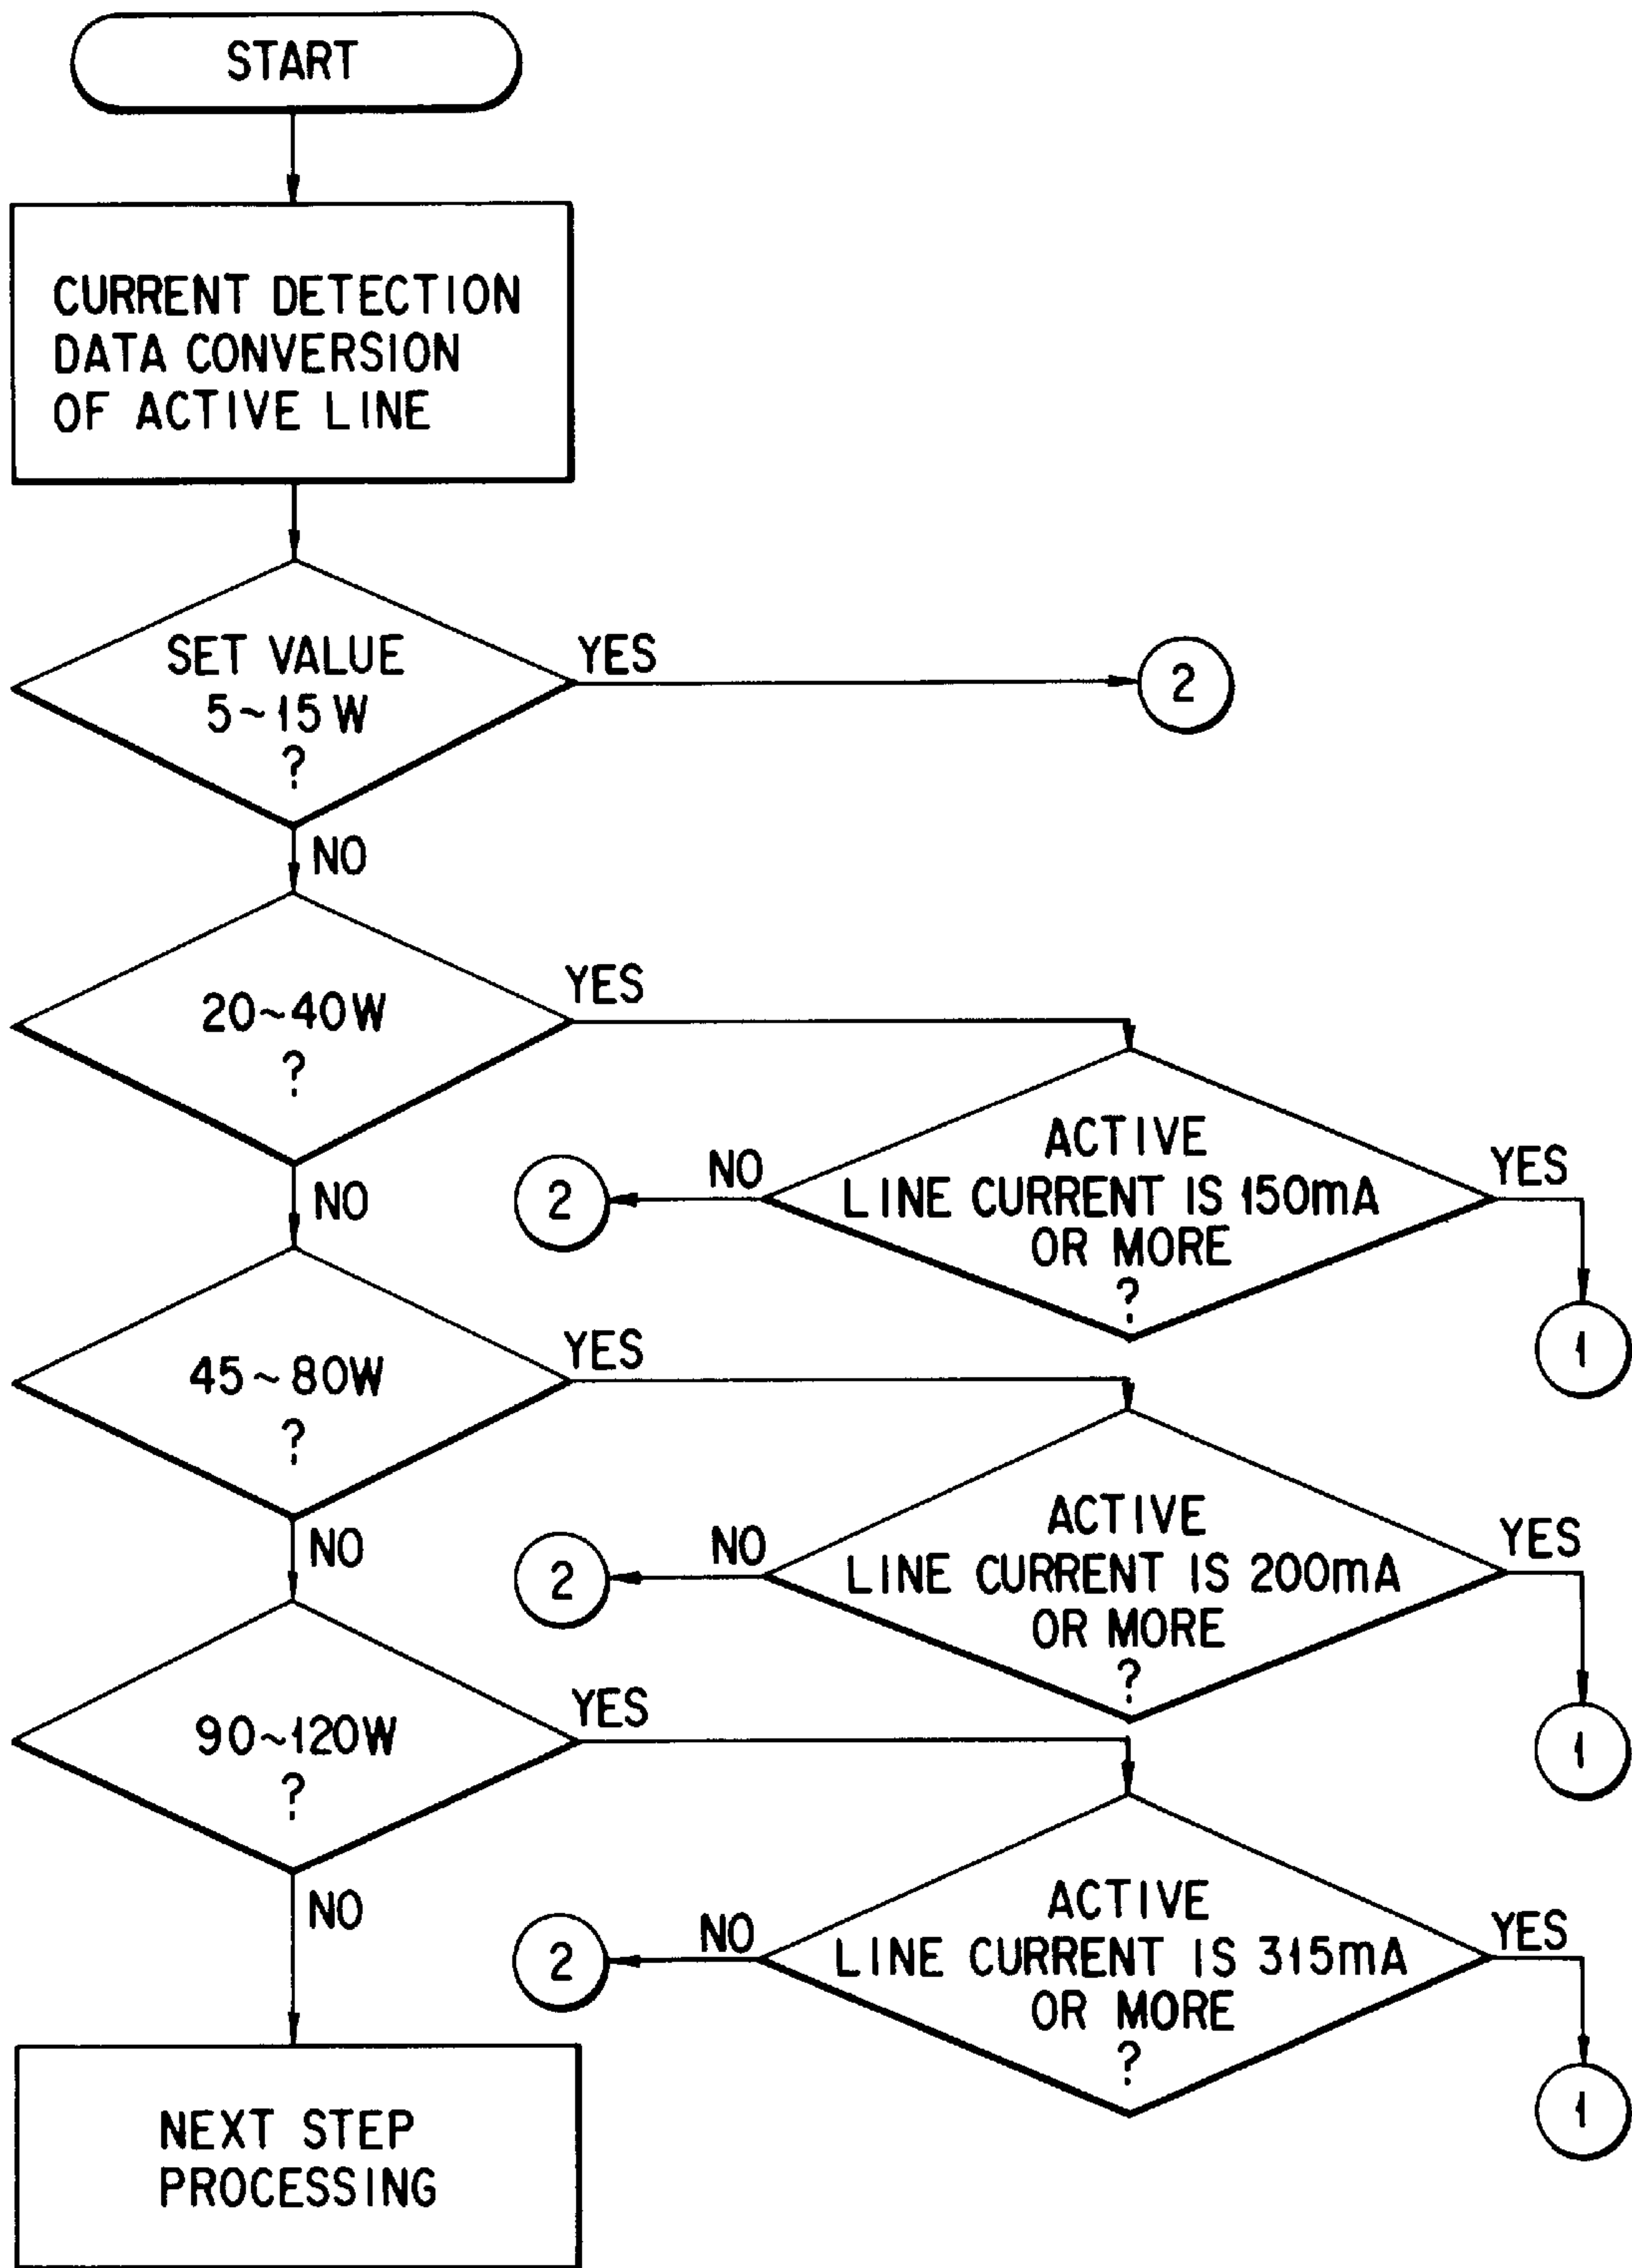 START
CURRENT DETECTION
DATA CONVERSION
OF ACTIVE LINE
SET VALUE
5~15W
?
YES
2
NO
20~40W
?
YES
ACTIVE
LINE CURRENT IS 150mA
OR MORE
?
NO
2
YES
1
NO
45~80W
?
YES
ACTIVE
LINE CURRENT IS 200mA
OR MORE
?
NO
2
YES
1
NO
90~120W
?
YES
ACTIVE
LINE CURRENT IS 315mA
OR MORE
?
NO
2
YES
1
NO
NEXT STEP
PROCESSING